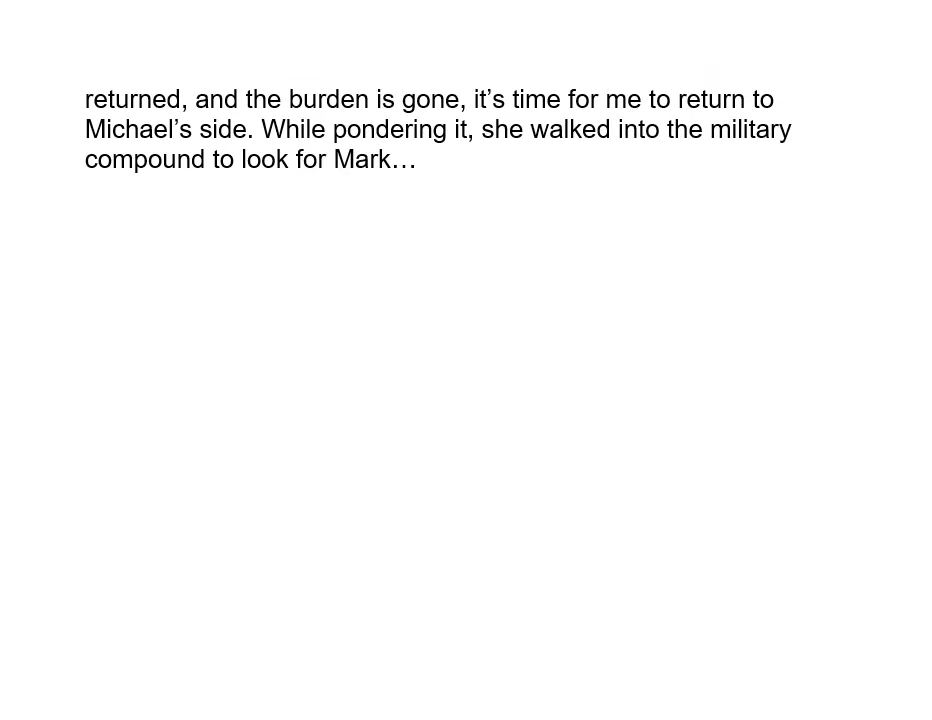 returned, and the burden is gone, it’s time for me to return to
Michael’s side. While pondering it, she walked into the military
compound to look for Mark…